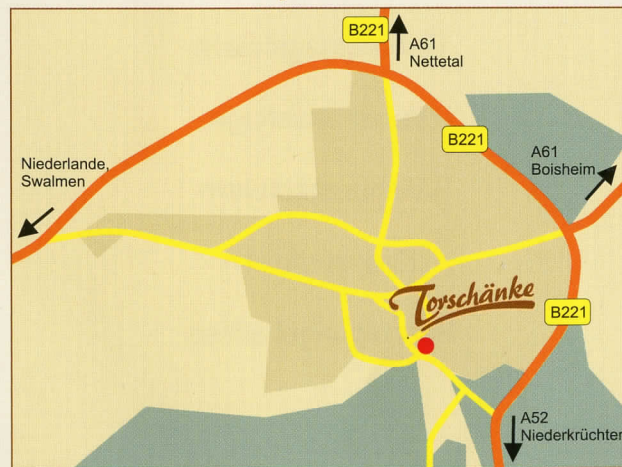 B221
A61
Nettetal
B221
A61
Boisheim
Niederlande,
Swalmen
Torschänke
B221
A52
Niederkrüchten